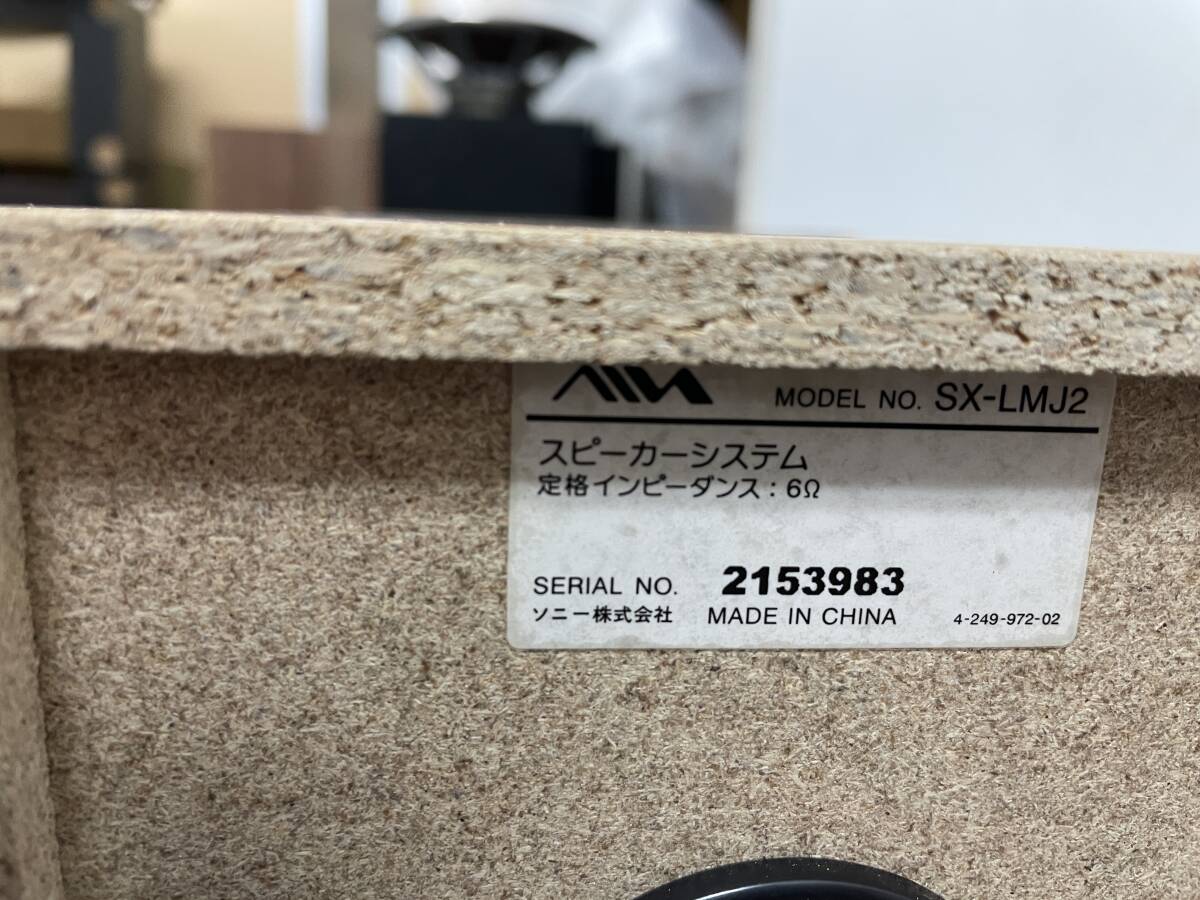 AIWA MODEL NO. SX-LMJ2
スピーカーシステム
定格インピーダンス：6Ω
SERIAL NO. 2153983
ソニー株式会社 MADE IN CHINA 4-249-972-02